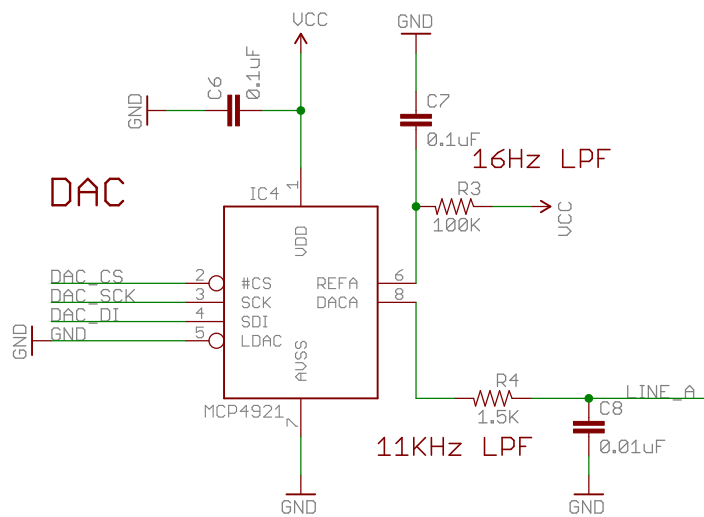 VCC
GND
C6
0.1uF
GND
C7
0.1uF
16Hz LPF
DAC
IC4
1
R3
100K
VCC
VDD
DAC_CS
2
#CS
REFA
6
DAC_SCK
3
SCK
DACA
8
DAC_DI
4
SDI
GND
GND
5
LDAC
AVSS
MCP4921
7
R4
1.5K
LINE_A
C8
0.01uF
11KHz LPF
GND
GND